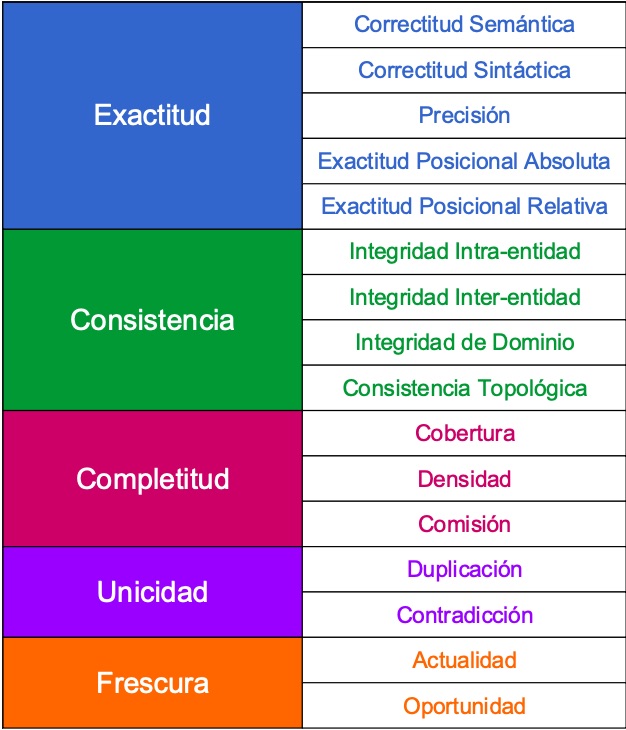 Exactitud
Correctitud Semántica
Correctitud Sintáctica
Precisión
Exactitud Posicional Absoluta
Exactitud Posicional Relativa
Consistencia
Integridad Intra-entidad
Integridad Inter-entidad
Integridad de Dominio
Consistencia Topológica
Completitud
Cobertura
Densidad
Comisión
Unicidad
Duplicación
Contradicción
Frescura
Actualidad
Oportunidad